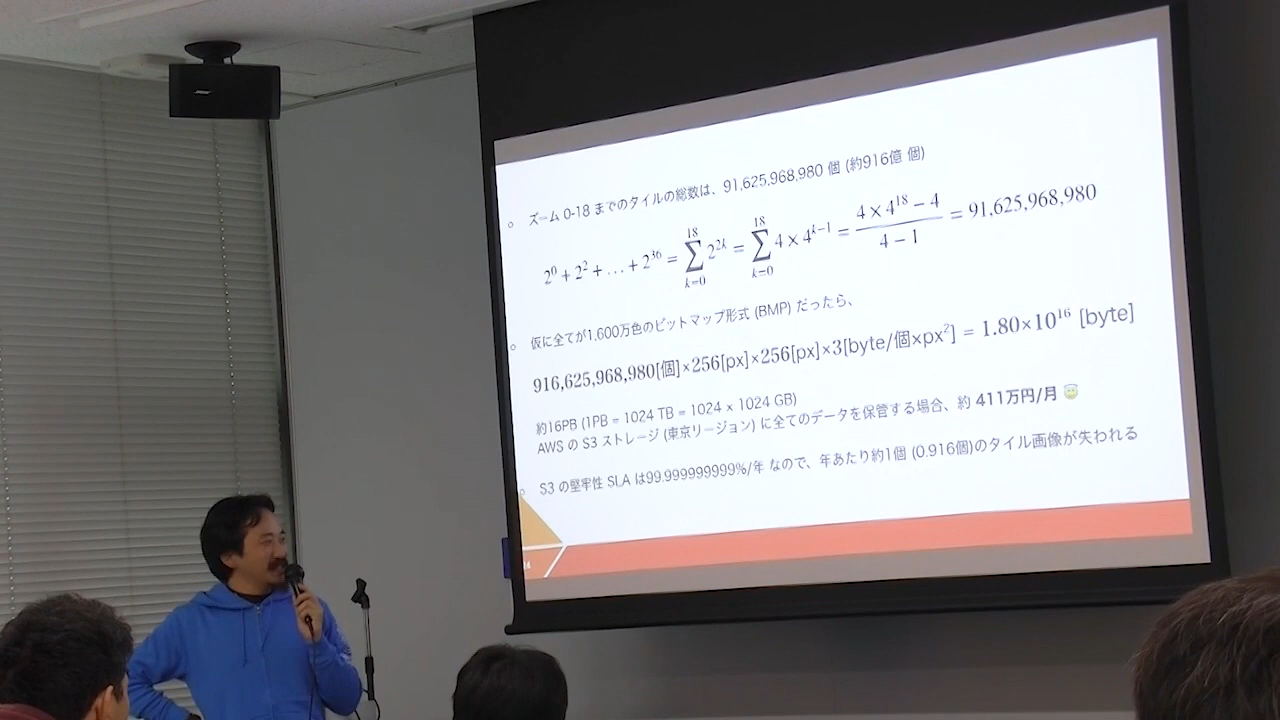 BOSE
ズーム 0-18 までのタイルの総数は、91,625,968,980 個 (約916億 個)
2^0 + 2^2 + … + 2^36 = ∑_{k=0}^{18} 2^{2k} = ∑_{k=0}^{18} 4 × 4^{k−1} = (4 × 4^18 − 4)/(4 − 1) = 91,625,968,980
仮に全てが1,600万色のビットマップ形式 (BMP) だったら、
916,625,968,980[個]×256[px]×256[px]×3[byte/個×px²] = 1.80×10^16 [byte]
約16PB (1PB = 1024 TB = 1024 x 1024 GB)
AWS の S3 ストレージ (東京リージョン) に全てのデータを保管する場合、約 411万円/月 😇
S3 の堅牢性 SLA は99.999999999%/年 なので、年あたり約1個 (0.916個)のタイル画像が失われる